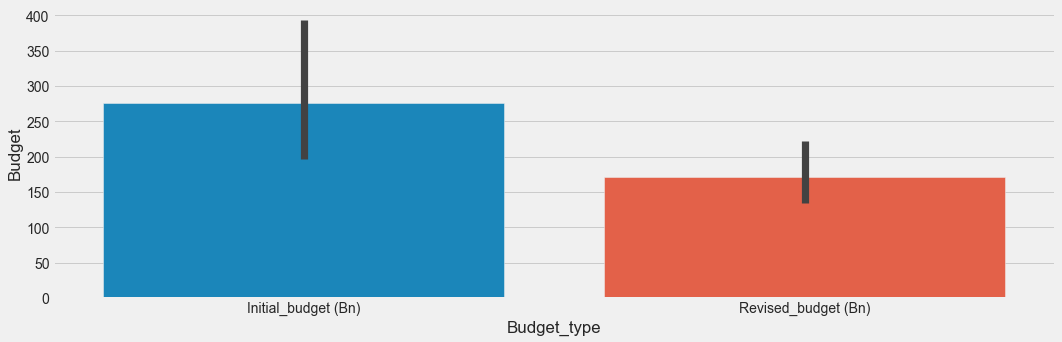 400
350
300
250
200
150
100
50
0
Budget
Initial_budget (Bn)
Revised_budget (Bn)
Budget_type